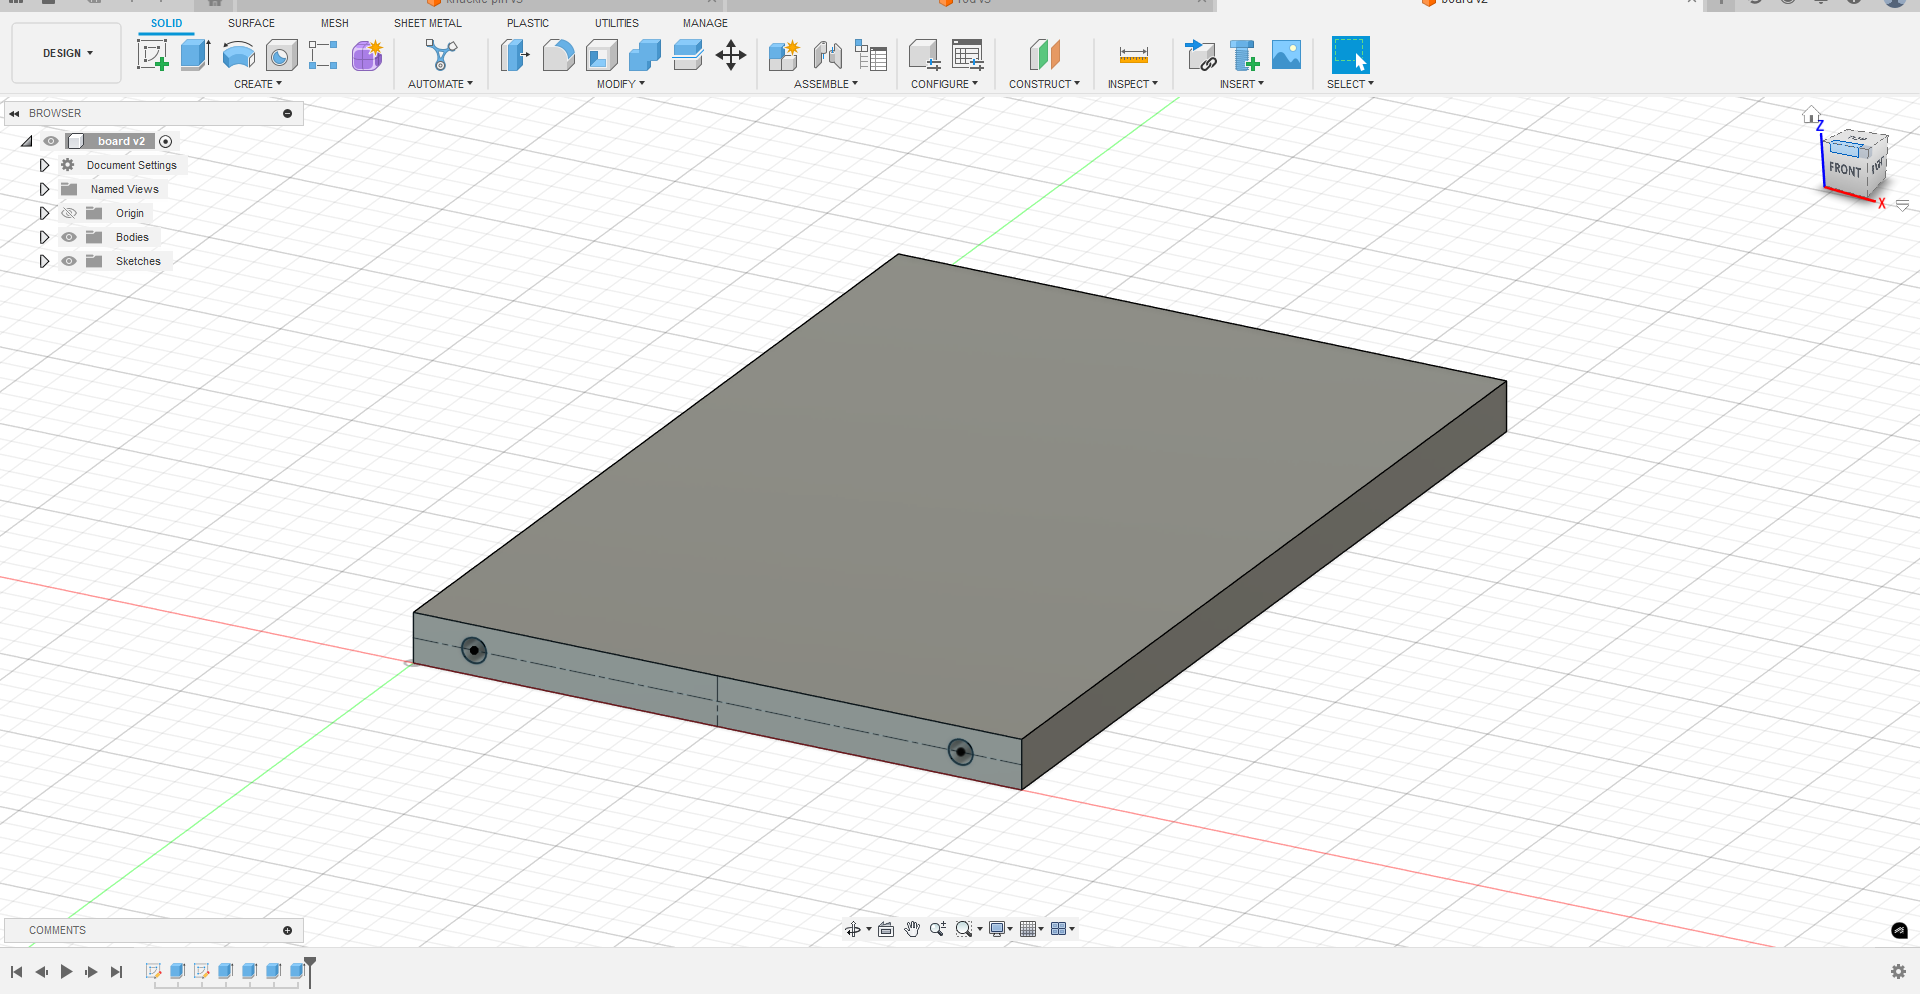 SOLID SURFACE MESH SHEET METAL PLASTIC UTILITIES MANAGE
DESIGN
CREATE AUTOMATE MODIFY ASSEMBLE CONFIGURE CONSTRUCT INSPECT INSERT SELECT
BROWSER
board v2
Document Settings
Named Views
Origin
Bodies
Sketches
Z
FRONT
X
COMMENTS